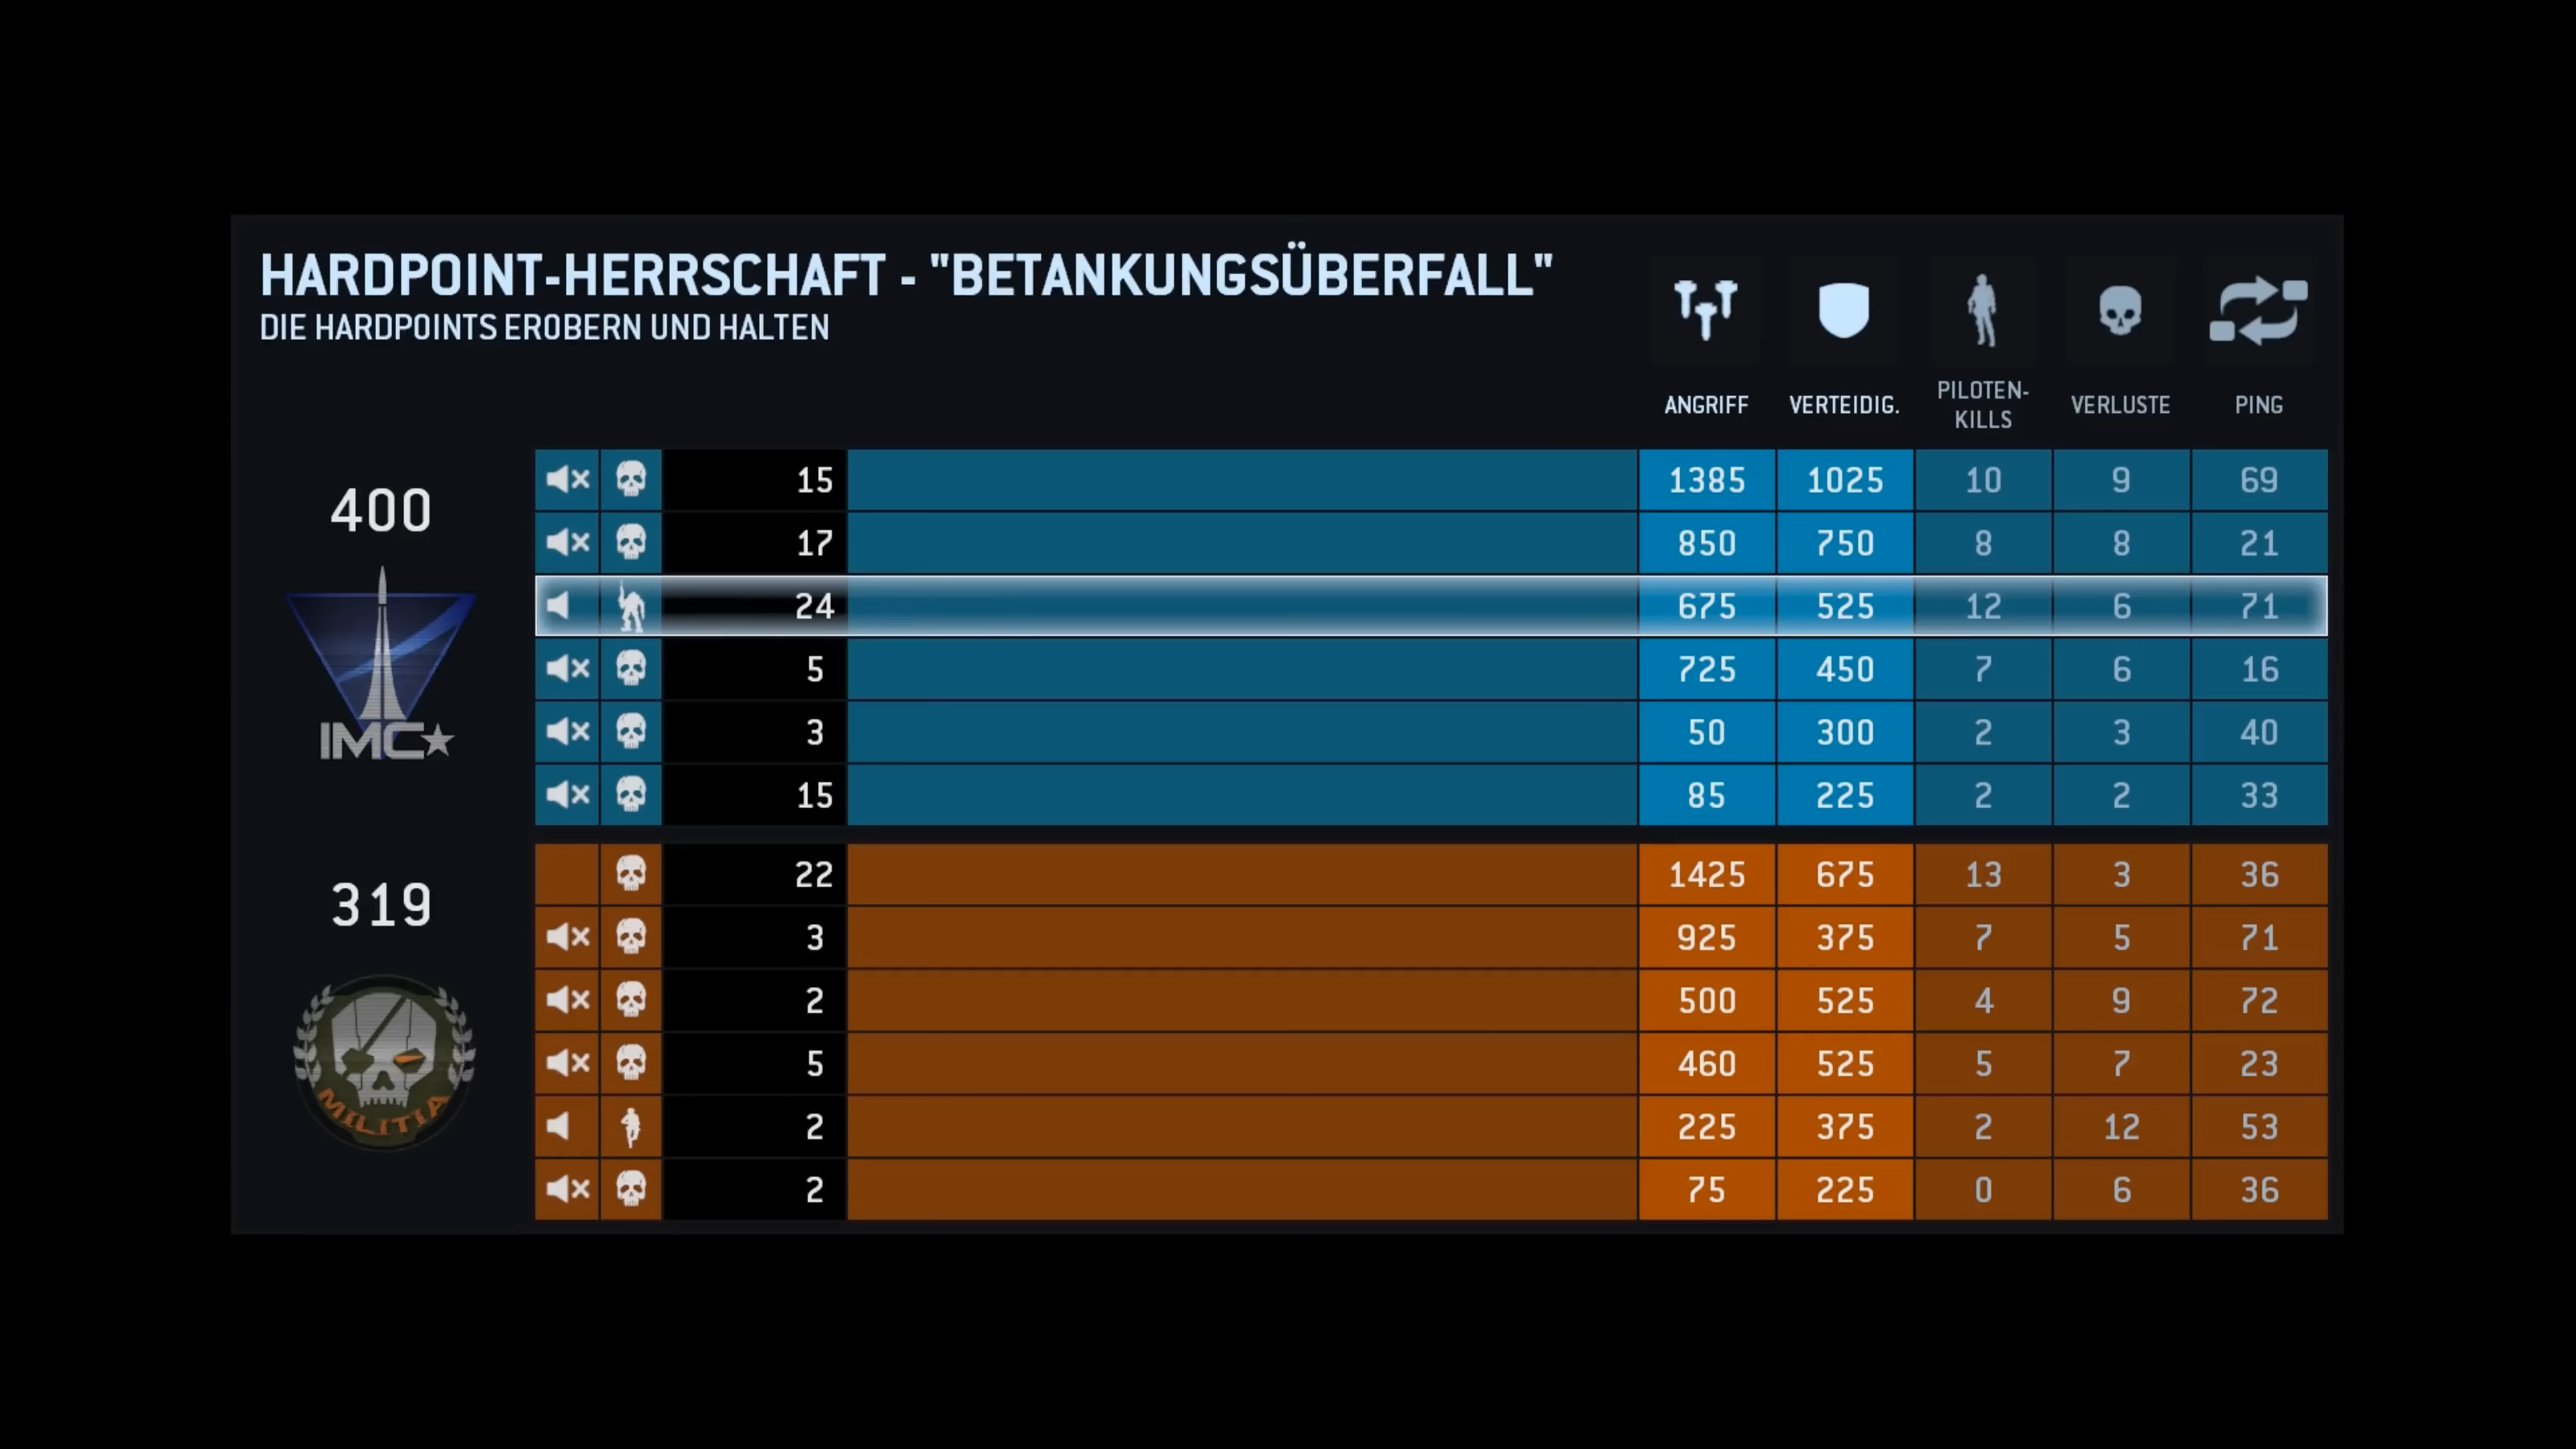 HARDPOINT-HERRSCHAFT - "BETANKUNGSÜBERFALL"
DIE HARDPOINTS EROBERN UND HALTEN
ANGRIFF VERTEIDIG. PILOTEN-KILLS VERLUSTE PING
400
IMC
15 1385 1025 10 9 69
17 850 750 8 8 21
24 675 525 12 6 71
5 725 450 7 6 16
3 50 300 2 3 40
15 85 225 2 2 33
319
MILITIA
22 1425 675 13 3 36
3 925 375 7 5 71
2 500 525 4 9 72
5 460 525 5 7 23
2 225 375 2 12 53
2 75 225 0 6 36